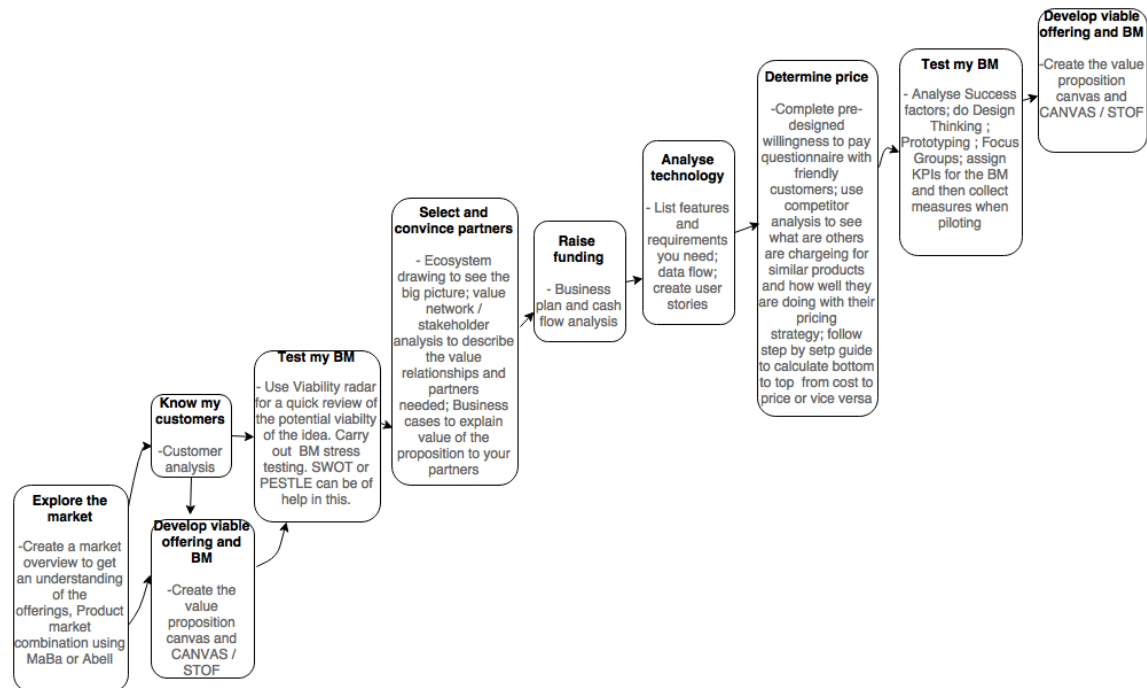 Explore the
market
-Create a market
overview to get
an understanding
of the
offerings, Product
market
combination using
MaBa or Abell
Know my
customers
-Customer
analysis
Develop viable
offering and
BM
-Create the
value
proposition
canvas and
CANVAS /
STOF
Test my BM
- Use Viability radar
for a quick review of
the potential viabilty
of the idea. Carry
out  BM stress
testing. SWOT or
PESTLE can be of
help in this.
Select and
convince partners
- Ecosystem
drawing to see the
big picture; value
network /
stakeholder
analysis to describe
the value
relationships and
partners
needed; Business
cases to explain
value of the
proposition to your
partners
Raise
funding
- Business
plan and cash
flow analysis
Analyse
technology
- List features
and
requirements
you need;
data flow;
create user
stories
Determine price
-Complete pre-
designed
willingness to pay
questionnaire with
friendly
customers; use
competitor
analysis to see
what are others
are chargeing for
similar products
and how well they
are doing with their
pricing
strategy; follow
step by setp guide
to calculate bottom
to top  from cost to
price or vice versa
Test my BM
- Analyse Success
factors; do Design
Thinking ;
Prototyping ; Focus
Groups; assign
KPIs for the BM
and then collect
measures when
piloting
Develop viable
offering and BM
-Create the value
proposition
canvas and
CANVAS / STOF